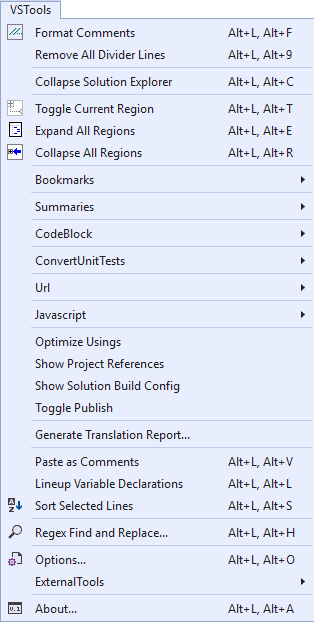 VSTools
Format Comments Alt+L, Alt+F
Remove All Divider Lines Alt+L, Alt+9
Collapse Solution Explorer Alt+L, Alt+C
Toggle Current Region Alt+L, Alt+T
Expand All Regions Alt+L, Alt+E
Collapse All Regions Alt+L, Alt+R
Bookmarks
Summaries
CodeBlock
ConvertUnitTests
Url
Javascript
Optimize Usings
Show Project References
Show Solution Build Config
Toggle Publish
Generate Translation Report...
Paste as Comments Alt+L, Alt+V
Lineup Variable Declarations Alt+L, Alt+L
Sort Selected Lines Alt+L, Alt+S
Regex Find and Replace... Alt+L, Alt+H
Options... Alt+L, Alt+O
ExternalTools
V.1 About... Alt+L, Alt+A